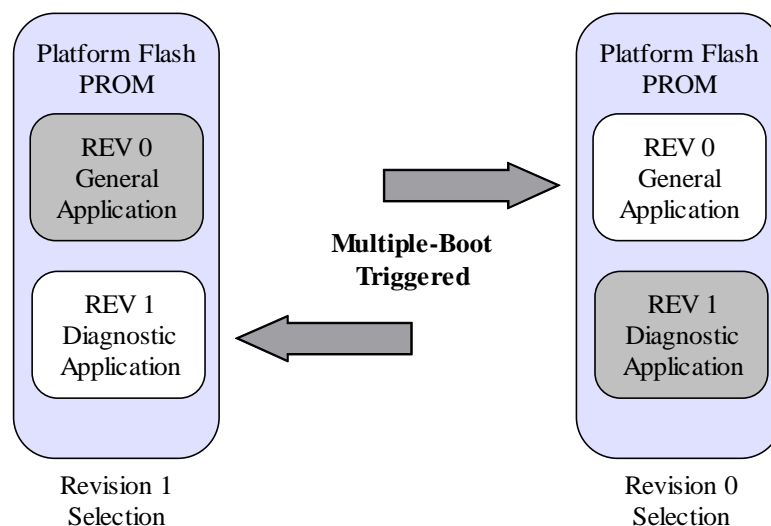 Platform Flash
PROM
REV 0
General
Application
REV 1
Diagnostic
Application
Revision 1
Selection
Multiple-Boot
Triggered
Platform Flash
PROM
REV 0
General
Application
REV 1
Diagnostic
Application
Revision 0
Selection